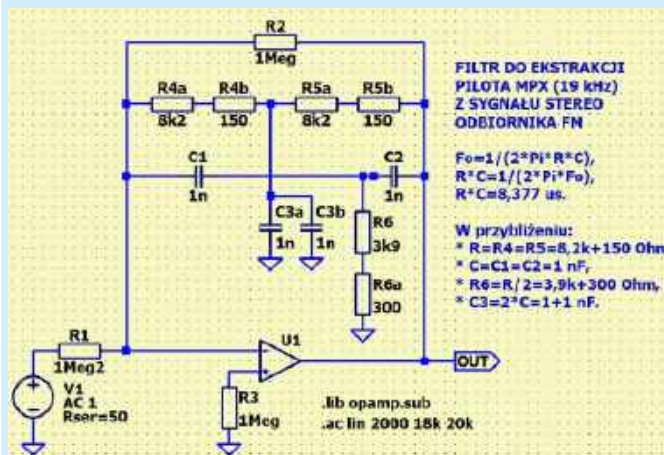 R2
1Meg
R4a
R4b
R5a
R5b
8k2
150
8k2
150
C1
C2
1n
1n
C3a
C3b
1n
1n
R6
3k9
R6a
300
R1
1Meg2
U1
OUT
V1
AC 1
Rser=50
R3
1Meg
.lib opamp.sub
.ac lin 2000 18k 20k
FILTR DO EKSTRAKCJI
PILOTA MPX (19 kHz)
Z SYGNAŁU STEREO
ODBIORNIKA FM
Fo=1/(2*Pi*R*C),
R*C=1/(2*Pi*Fo),
R*C=8,377 us.
W przybliżeniu:
* R=R4=R5=8,2k+150 Ohm
* C=C1=C2=1 nF,
* R6=R/2=3,9k+300 Ohm,
* C3=2*C=1+1 nF.